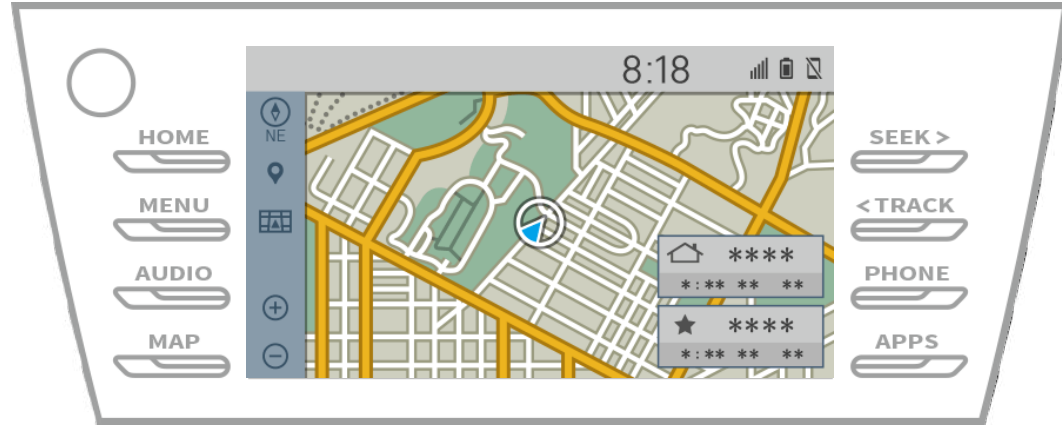 8:18
HOME
SEEK >
NE
MENU
< TRACK
AUDIO
PHONE
****
*:** ** **
MAP
APPS
****
*:** ** **